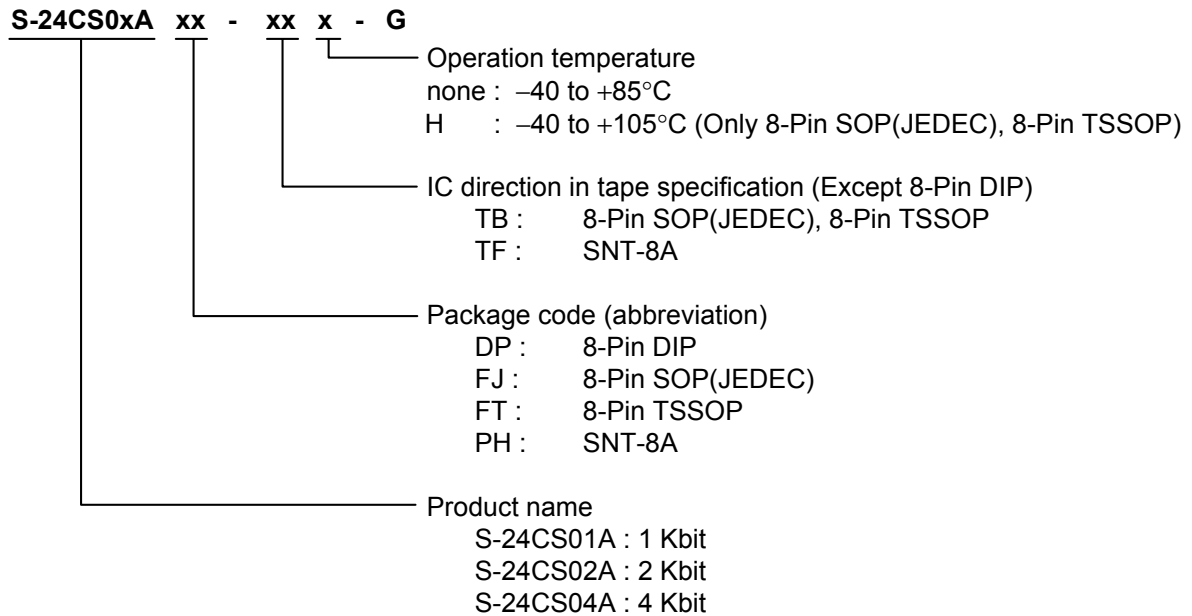 S-24CS0xA xx - xx x - G
Operation temperature
none : −40 to +85°C
H : −40 to +105°C (Only 8-Pin SOP(JEDEC), 8-Pin TSSOP)
IC direction in tape specification (Except 8-Pin DIP)
TB : 8-Pin SOP(JEDEC), 8-Pin TSSOP
TF : SNT-8A
Package code (abbreviation)
DP : 8-Pin DIP
FJ : 8-Pin SOP(JEDEC)
FT : 8-Pin TSSOP
PH : SNT-8A
Product name
S-24CS01A : 1 Kbit
S-24CS02A : 2 Kbit
S-24CS04A : 4 Kbit